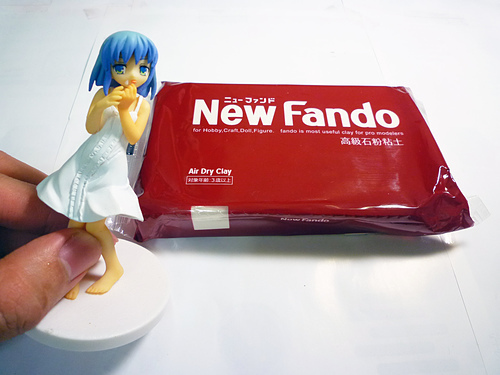 ニューファンド
New Fando
for Hobby,Craft,Doll,Figure. fando is most useful clay for pro modelers
高級石粉粘土
Air Dry Clay
対象年齢 3歳以上
New Fando